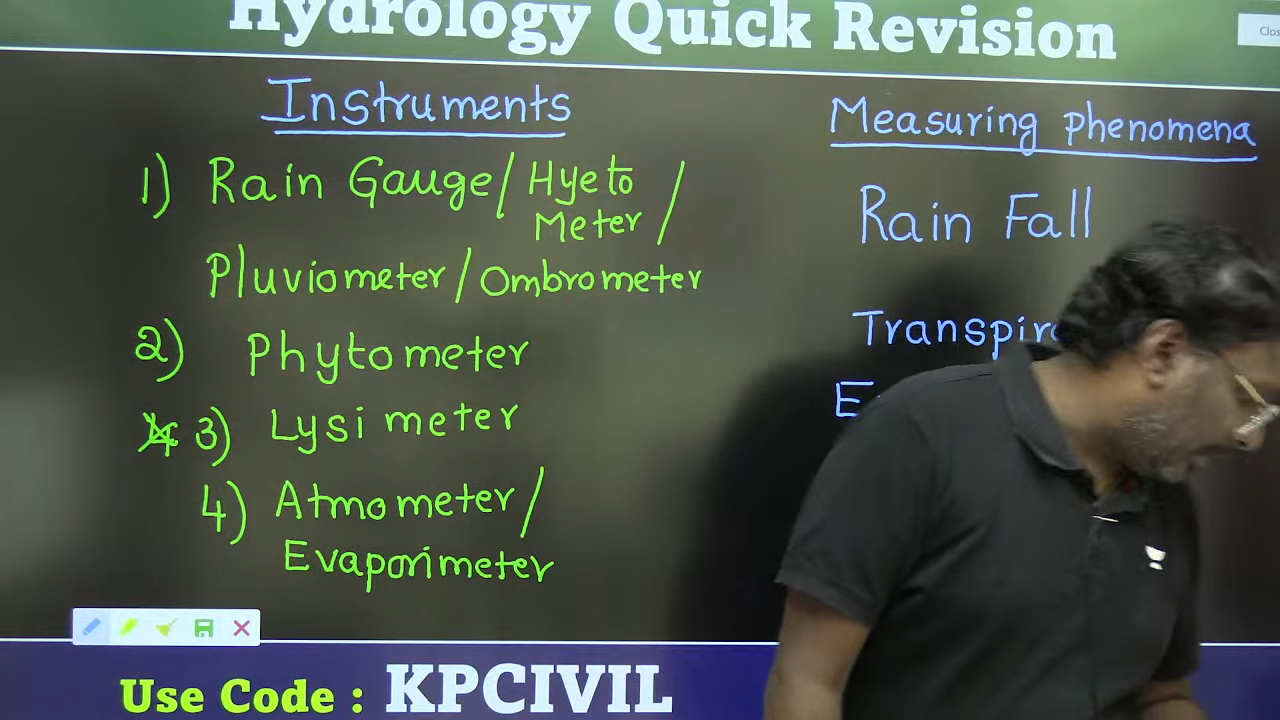 Hydrology Quick Revision
Instruments
Measuring phenomena
1) Rain Gauge/ Hyeto Meter /
Rain Fall
Pluviometer/Ombrometer
2) Phytometer
3) Lysimeter
4) Atmometer/
Evaporimeter
Use Code : KPCIVIL